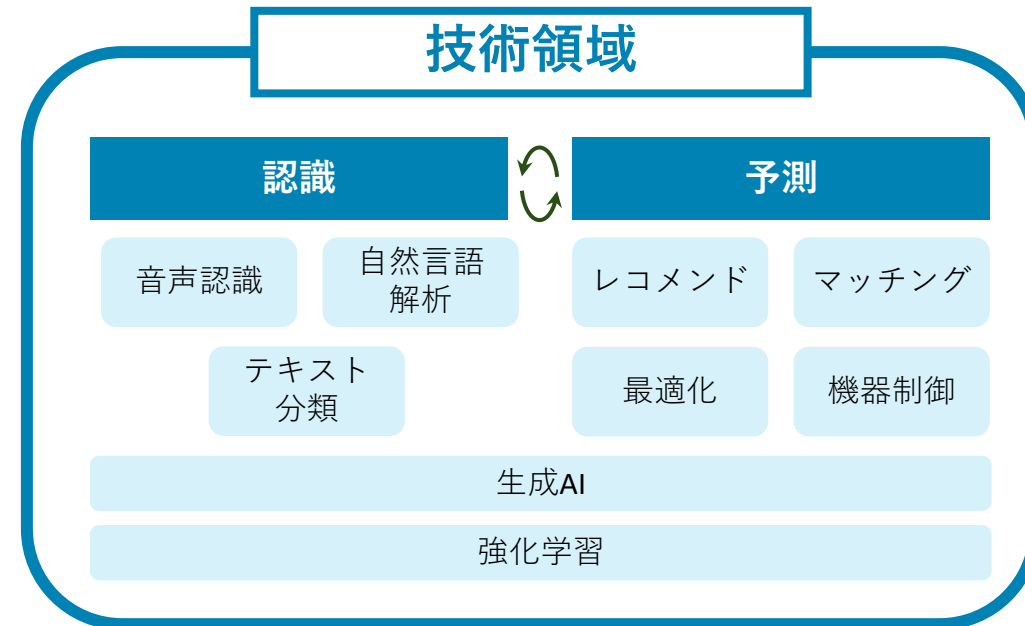 技術領域
認識
予測
音声認識
自然言語
解析
レコメンド
マッチング
テキスト
分類
最適化
機器制御
生成AI
強化学習